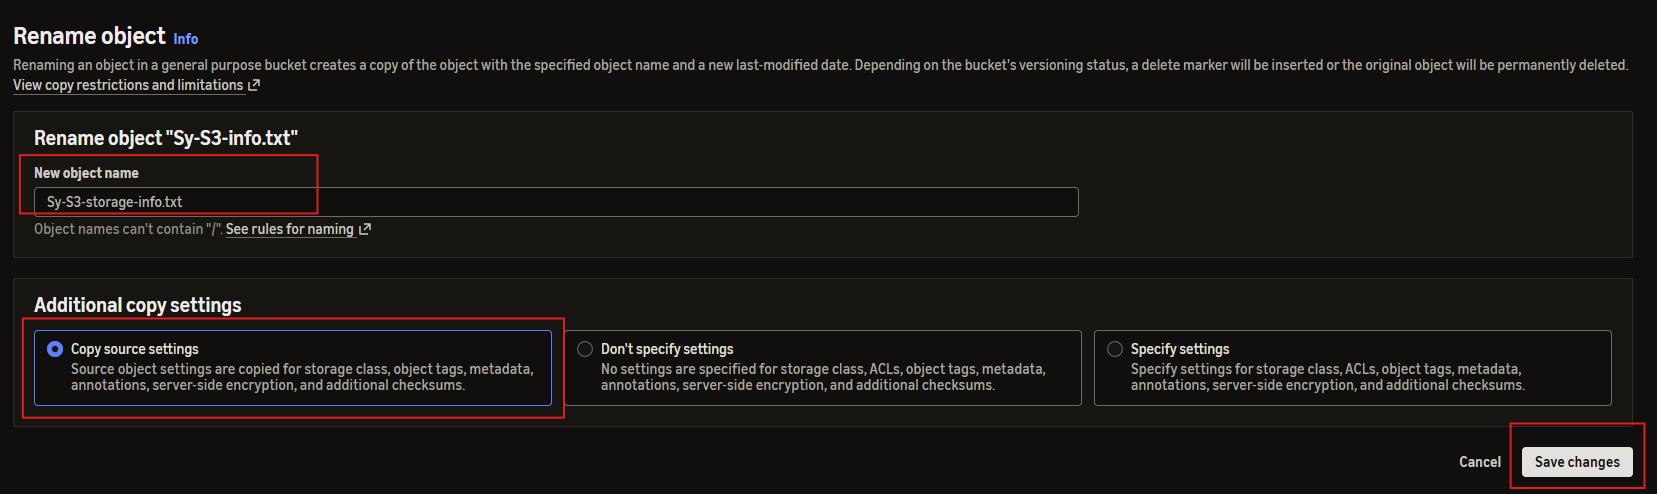 Rename object Info
Renaming an object in a general purpose bucket creates a copy of the object with the specified object name and a new last-modified date. Depending on the bucket's versioning status, a delete marker will be inserted or the original object will be permanently deleted.
View copy restrictions and limitations
Rename object "Sy-S3-info.txt"
New object name
Sy-S3-storage-info.txt
Object names can't contain "/". See rules for naming
Additional copy settings
Copy source settings
Source object settings are copied for storage class, object tags, metadata,
annotations, server-side encryption, and additional checksums.
Don't specify settings
No settings are specified for storage class, ACLs, object tags, metadata,
annotations, server-side encryption, and additional checksums.
Specify settings
Specify settings for storage class, ACLs, object tags, metadata,
annotations, server-side encryption, and additional checksums.
Cancel
Save changes